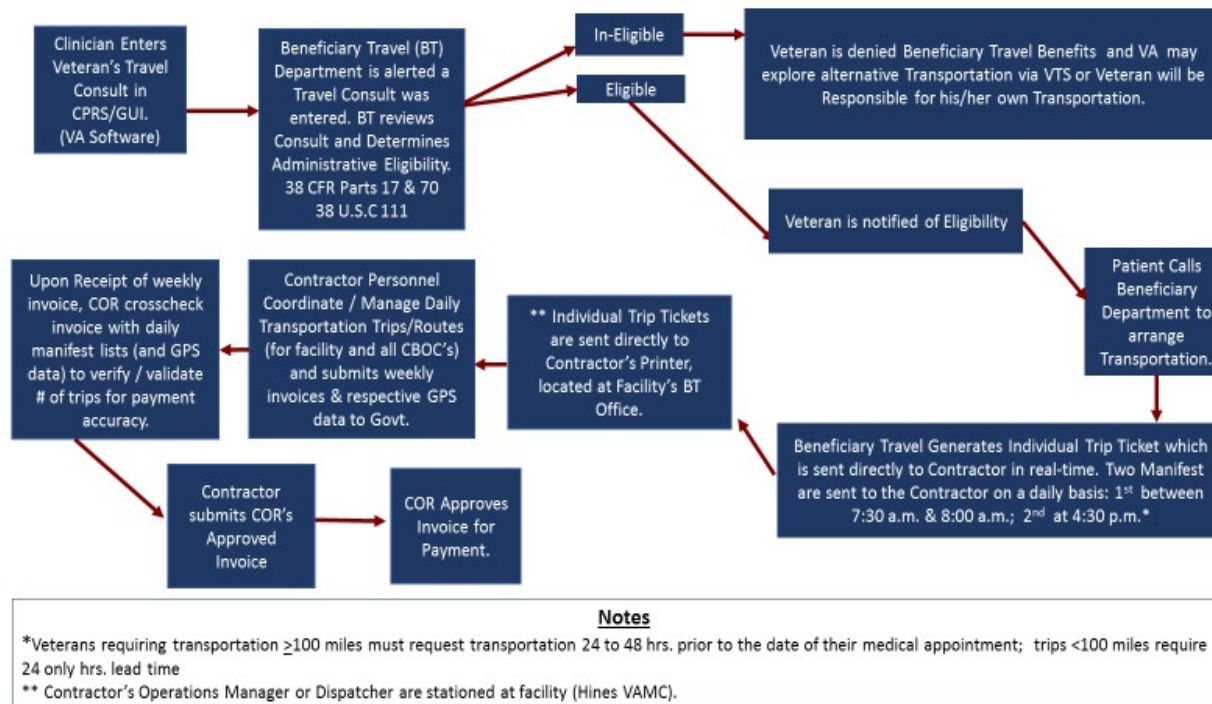 Clinician Enters
Veteran's Travel
Consult in
CPRS/GUI.
(VA Software)
Beneficiary Travel (BT)
Department is alerted a
Travel Consult was
entered. BT reviews
Consult and Determines
Administrative Eligibility.
38 CFR Parts 17 & 70
38 U.S.C 111
In-Eligible
Eligible
Veteran is denied Beneficiary Travel Benefits and VA may
explore alternative Transportation via VTS or Veteran will be
Responsible for his/her own Transportation.
Veteran is notified of Eligibility
Patient Calls
Beneficiary
Department to
arrange
Transportation.
Beneficiary Travel Generates Individual Trip Ticket which
is sent directly to Contractor in real-time. Two Manifest
are sent to the Contractor on a daily basis: 1st between
7:30 a.m. & 8:00 a.m.; 2nd at 4:30 p.m.*
** Individual Trip Tickets
are sent directly to
Contractor's Printer,
located at Facility's BT
Office.
Contractor Personnel
Coordinate / Manage Daily
Transportation Trips/Routes
(for facility and all CBOC's)
and submits weekly
invoices & respective GPS
data to Govt.
Upon Receipt of weekly
invoice, COR crosscheck
invoice with daily
manifest lists (and GPS
data) to verify / validate
# of trips for payment
accuracy.
Contractor
submits COR's
Approved
Invoice
COR Approves
Invoice for
Payment.
Notes
*Veterans requiring transportation ≥100 miles must request transportation 24 to 48 hrs. prior to the date of their medical appointment; trips <100 miles require
24 only hrs. lead time
** Contractor's Operations Manager or Dispatcher are stationed at facility (Hines VAMC).